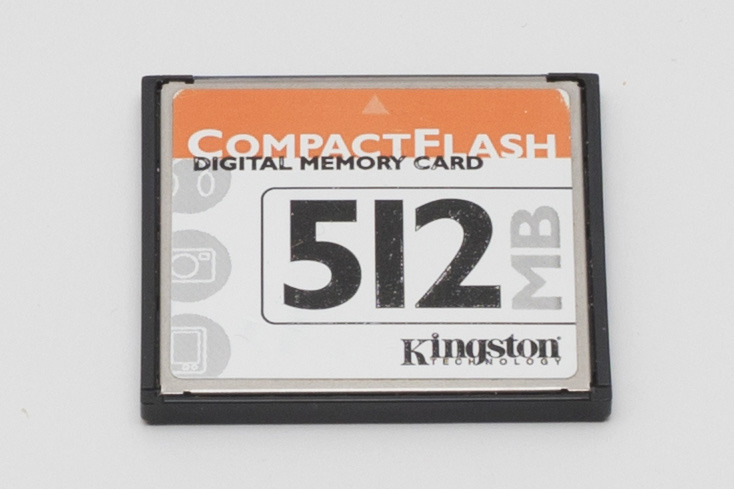 COMPACTFLASH
DIGITAL MEMORY CARD
512 MB
Kingston
TECHNOLOGY